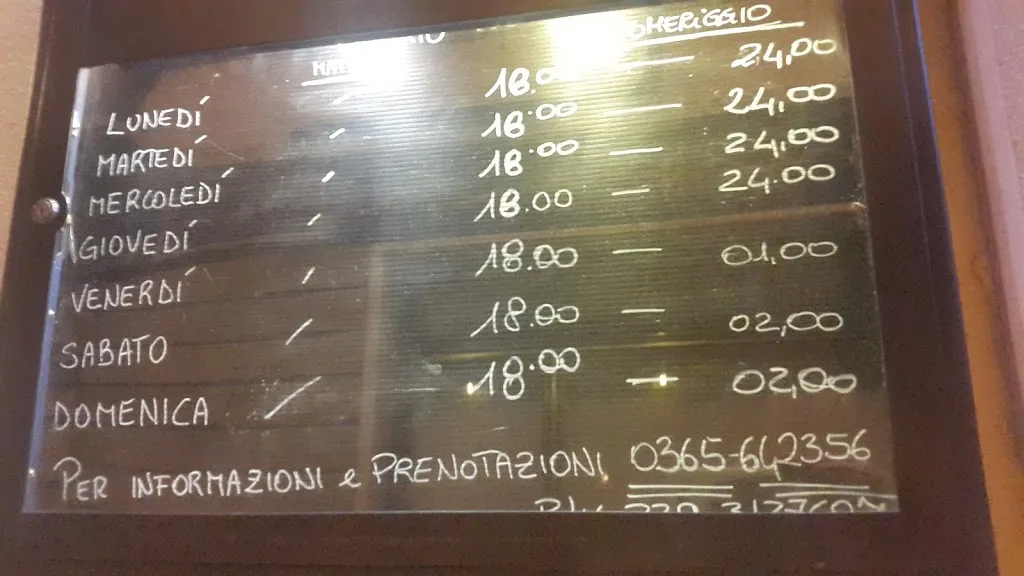 LUNEDÍ / 18.00 — 24,00
MARTEDÍ / 18.00 — 24,00
MERCOLEDÍ / 18.00 — 24.00
GIOVEDÍ / 18.00 — 24.00
VENERDÍ / 18.00 — 01,00
SABATO / 18.00 — 02,00
DOMENICA / 18.00 — 02,00
PER INFORMAZIONI e PRENOTAZIONI 0365-642356